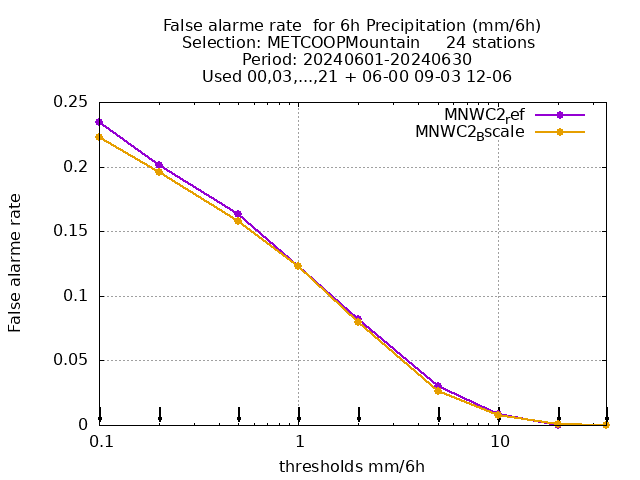 False alarme rate  for 6h Precipitation (mm/6h)
Selection: METCOOPMountain     24 stations
Period: 20240601-20240630
Used 00,03,...,21 + 06-00 09-03 12-06
MNWC2ref
MNWC2Bscale
0.25
0.2
0.15
0.1
0.05
0
False alarme rate
0.1 1 10
thresholds mm/6h